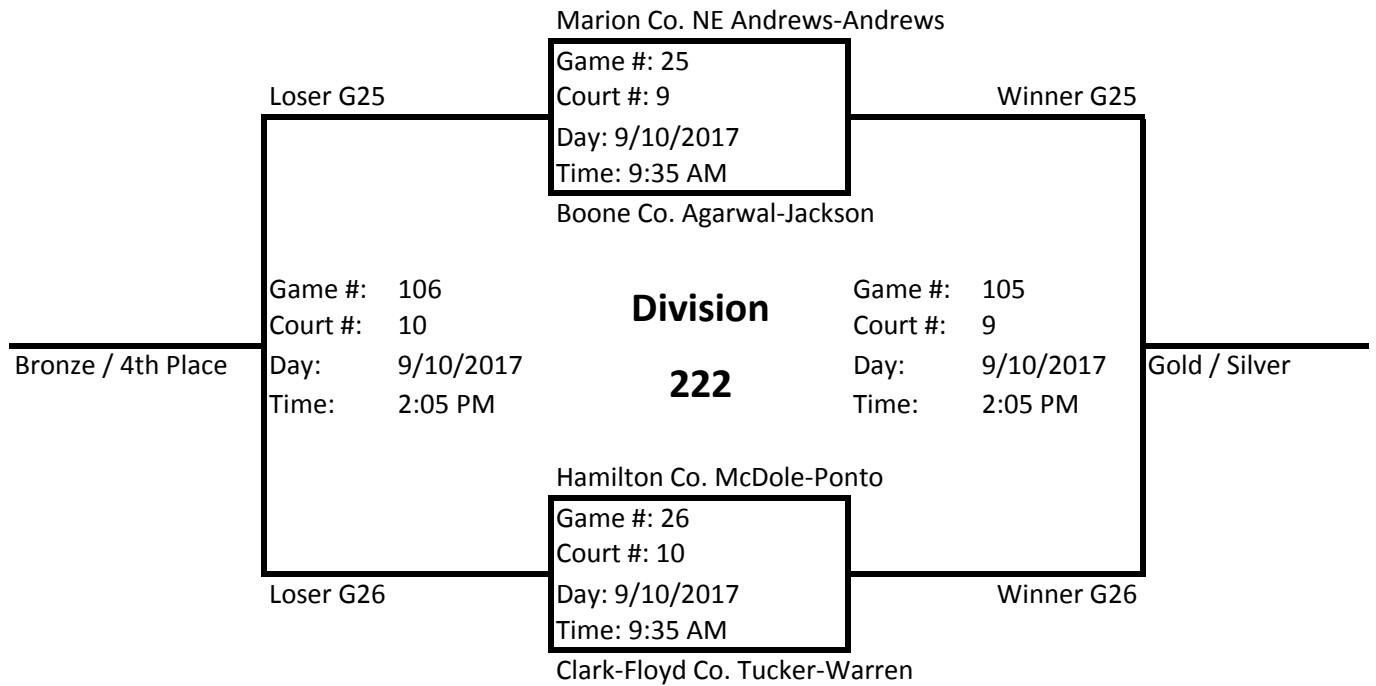 Marion Co. NE Andrews-Andrews
Game #: 25
Court #: 9
Day: 9/10/2017
Time: 9:35 AM
Boone Co. Agarwal-Jackson
Loser G25
Winner G25
Game #: 106
Court #: 10
Day: 9/10/2017
Time: 2:05 PM
Bronze / 4th Place
Division
222
Game #: 105
Court #: 9
Day: 9/10/2017
Time: 2:05 PM
Gold / Silver
Hamilton Co. McDole-Ponto
Game #: 26
Court #: 10
Day: 9/10/2017
Time: 9:35 AM
Clark-Floyd Co. Tucker-Warren
Loser G26
Winner G26